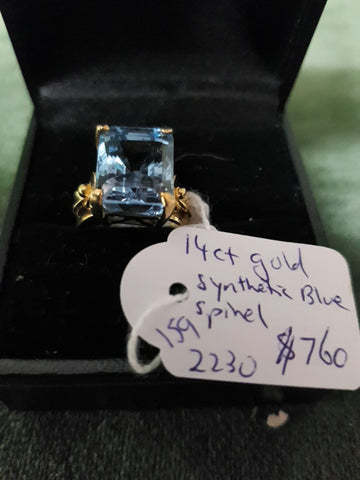 14ct gold
synthetic Blue
spinel
159
2230 $760